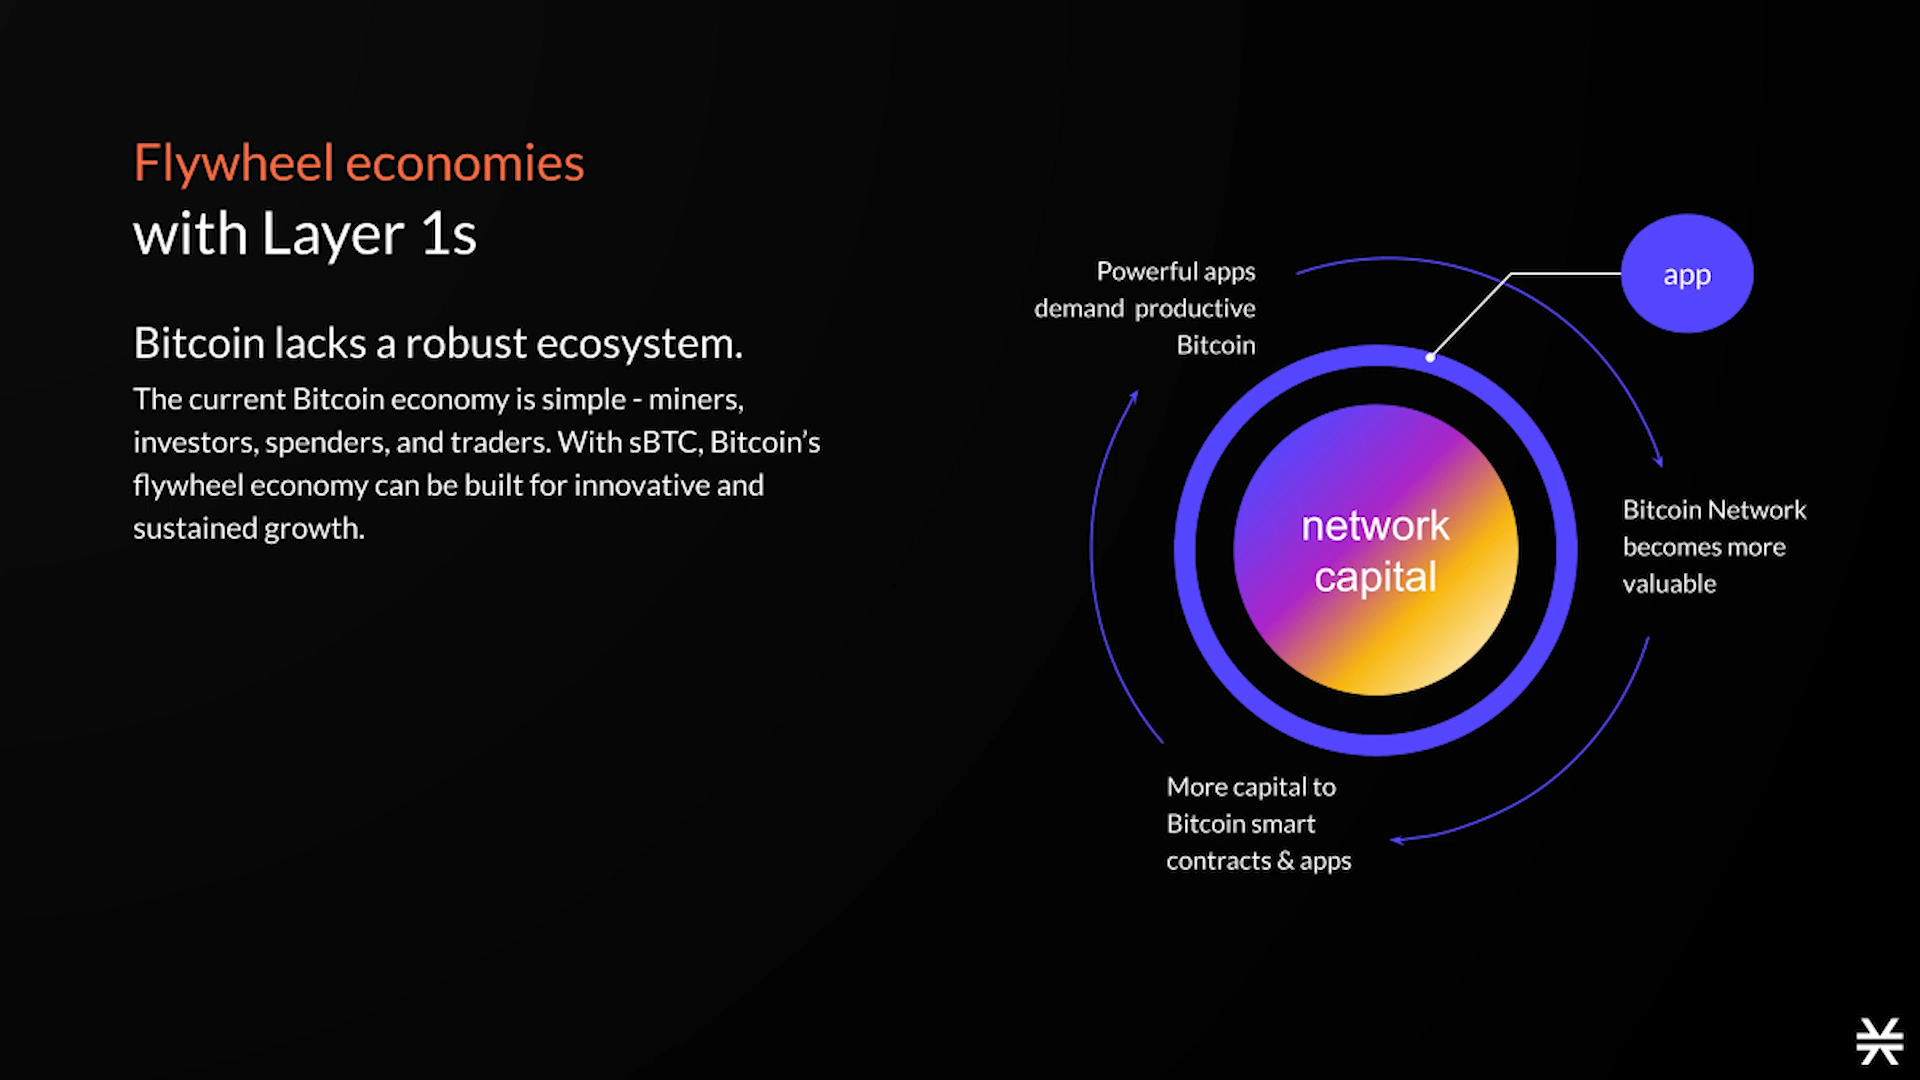 Flywheel economies
with Layer 1s
Bitcoin lacks a robust ecosystem.
The current Bitcoin economy is simple - miners,
investors, spenders, and traders. With sBTC, Bitcoin’s
flywheel economy can be built for innovative and
sustained growth.
Powerful apps
demand productive
Bitcoin
app
network
capital
Bitcoin Network
becomes more
valuable
More capital to
Bitcoin smart
contracts & apps